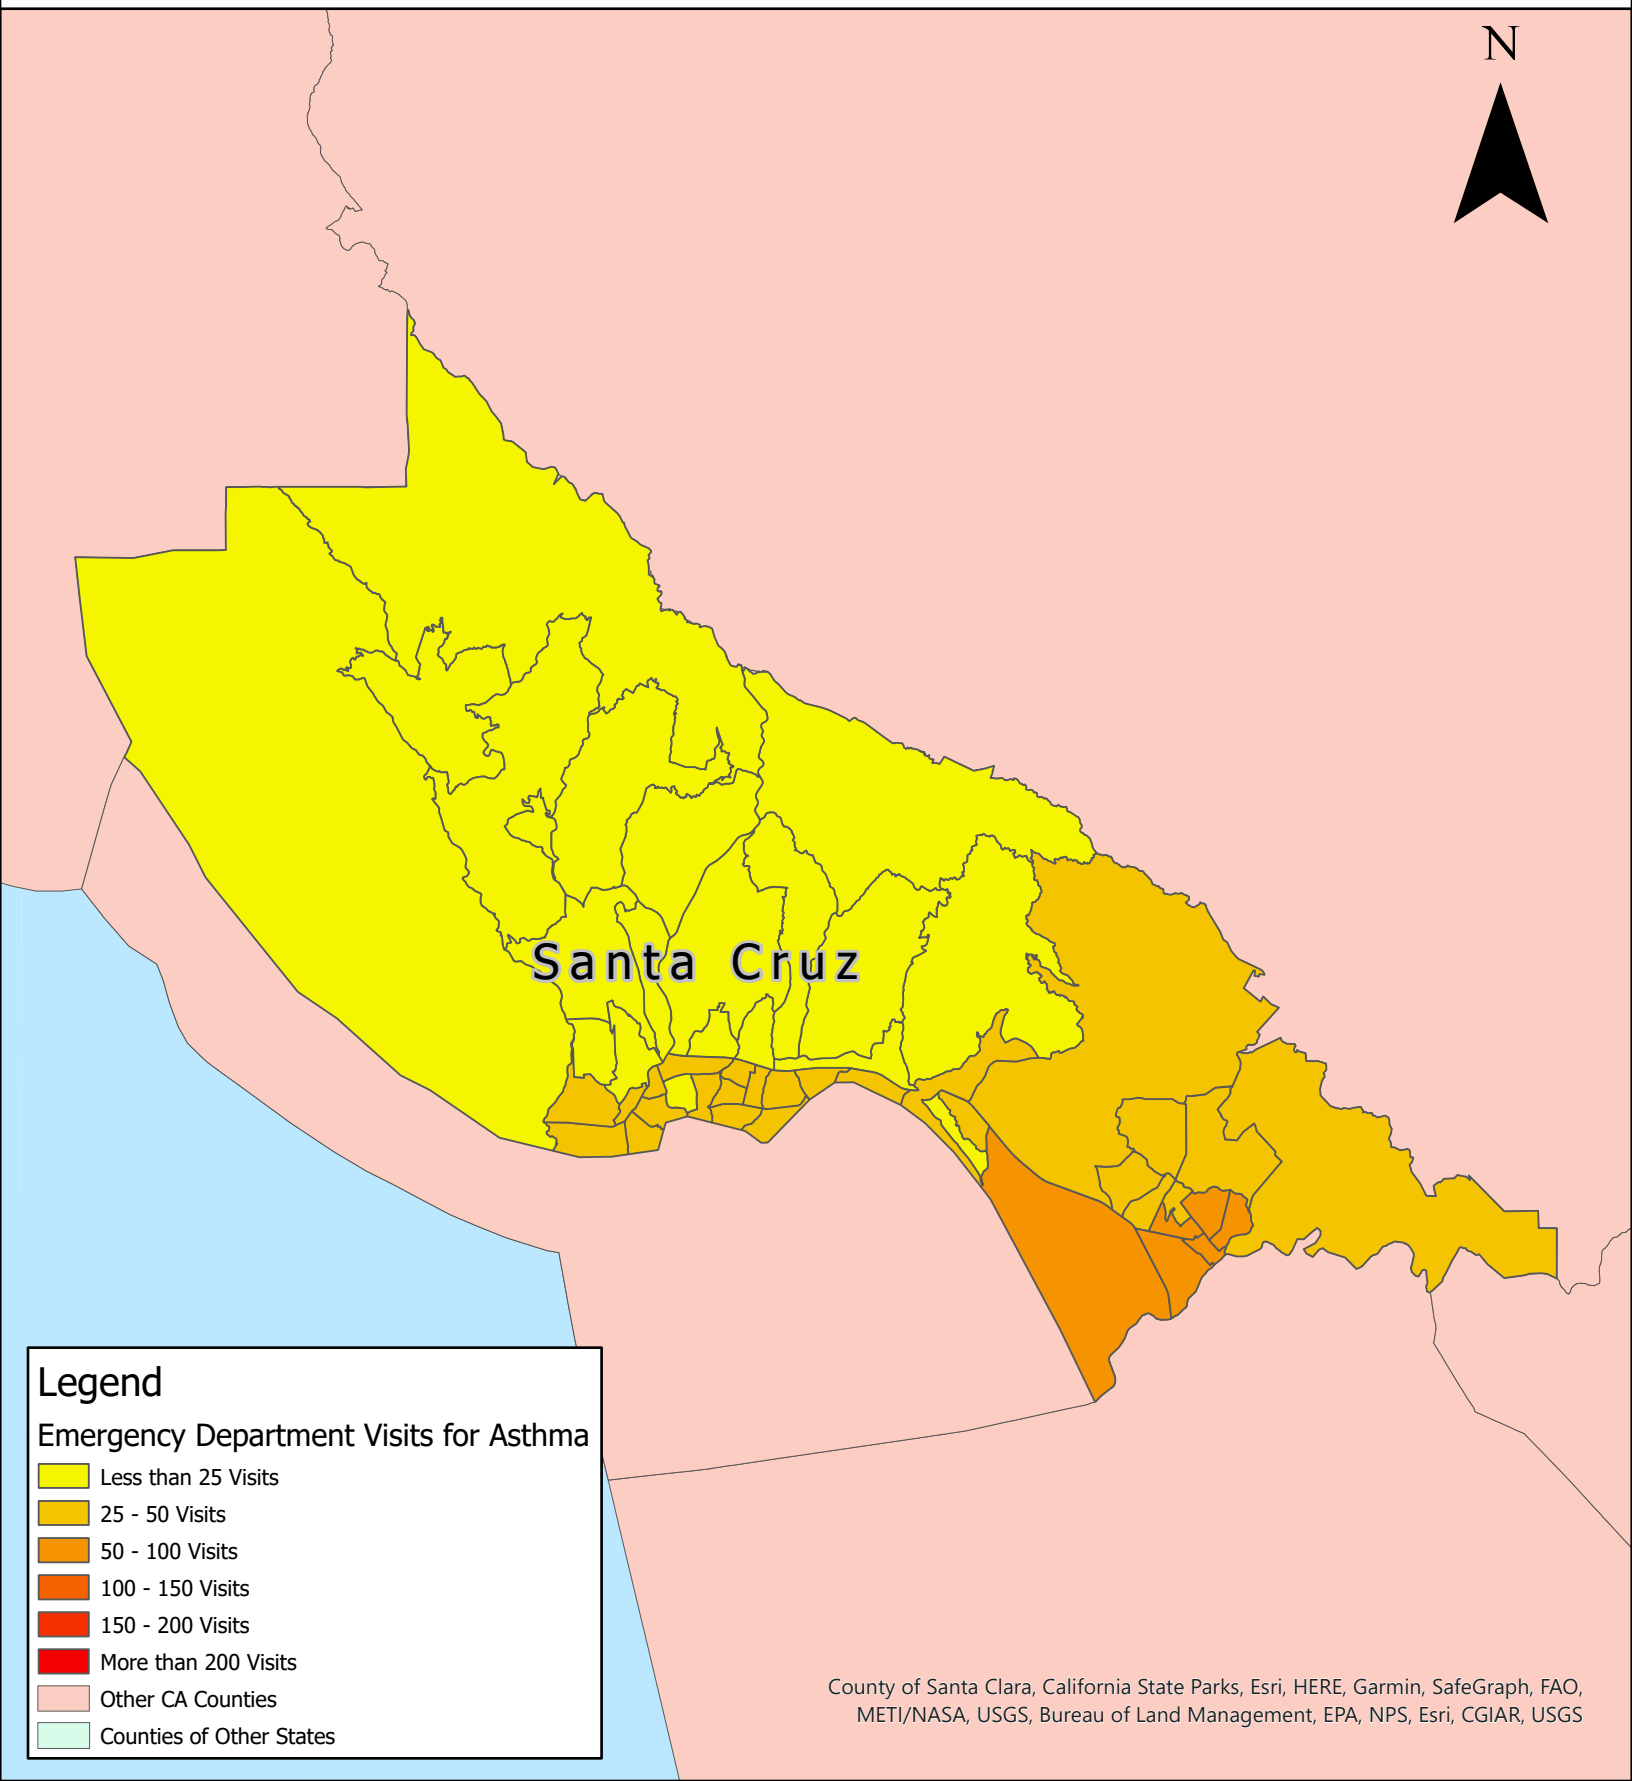 N
Santa Cruz
Legend
Emergency Department Visits for Asthma
Less than 25 Visits
25 - 50 Visits
50 - 100 Visits
100 - 150 Visits
150 - 200 Visits
More than 200 Visits
Other CA Counties
Counties of Other States
County of Santa Clara, California State Parks, Esri, HERE, Garmin, SafeGraph, FAO,
METI/NASA, USGS, Bureau of Land Management, EPA, NPS, Esri, CGIAR, USGS